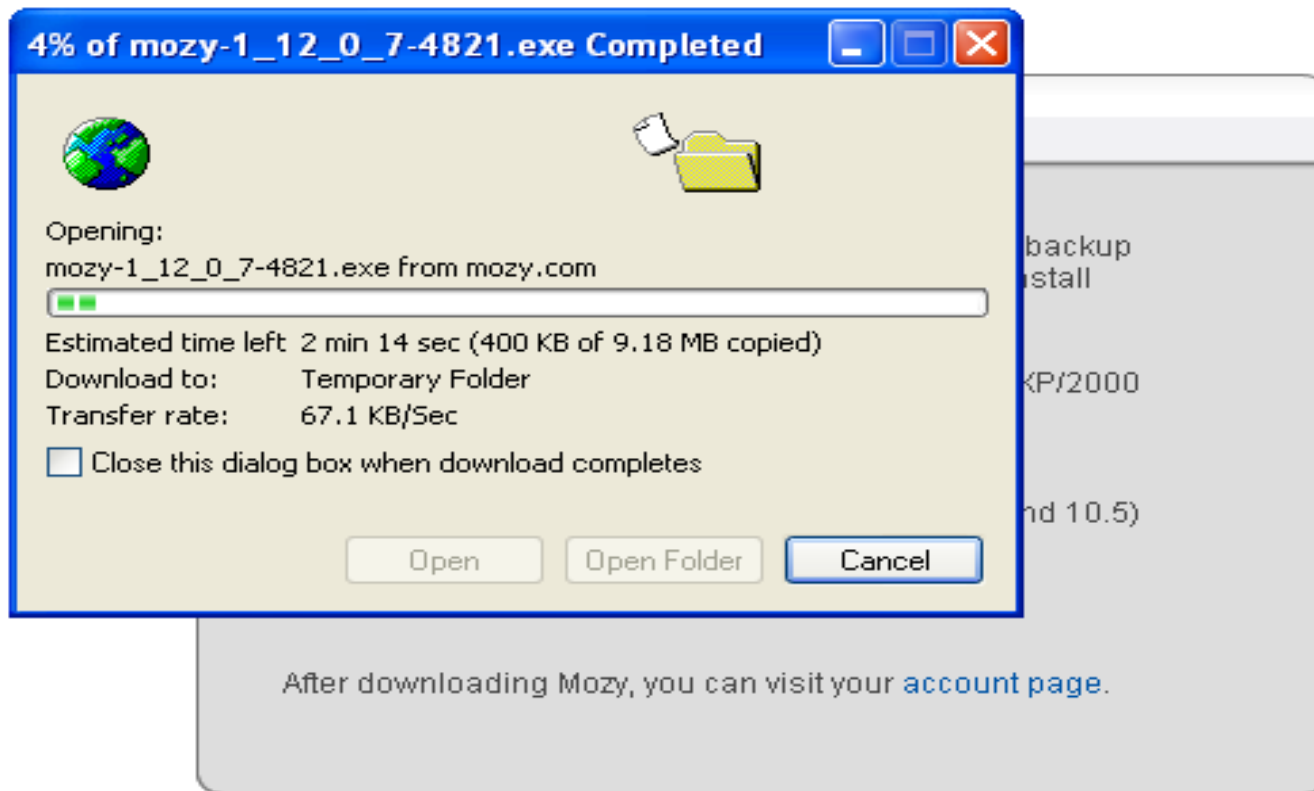 4% of mozy-1_12_0_7-4821.exe Completed
Opening:
mozy-1_12_0_7-4821.exe from mozy.com
Estimated time left 2 min 14 sec (400 KB of 9.18 MB copied)
Download to: Temporary Folder
Transfer rate: 67.1 KB/Sec
Close this dialog box when download completes
Open Open Folder Cancel
backup
XP/2000
10.5)
After downloading Mozy, you can visit your account page.